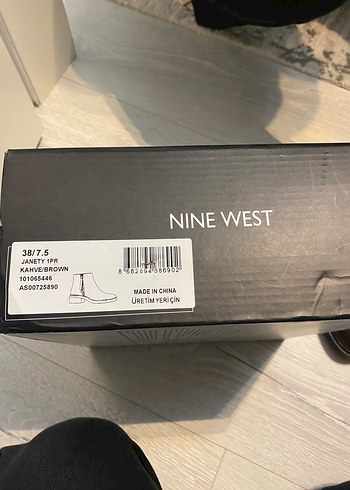 NINE WEST
38/7.5
JANETY 1PR
KAHVE/BROWN
101065446
AS00725890
8 682894 386902
MADE IN CHINA
ÜRETİM YERİ:ÇİN